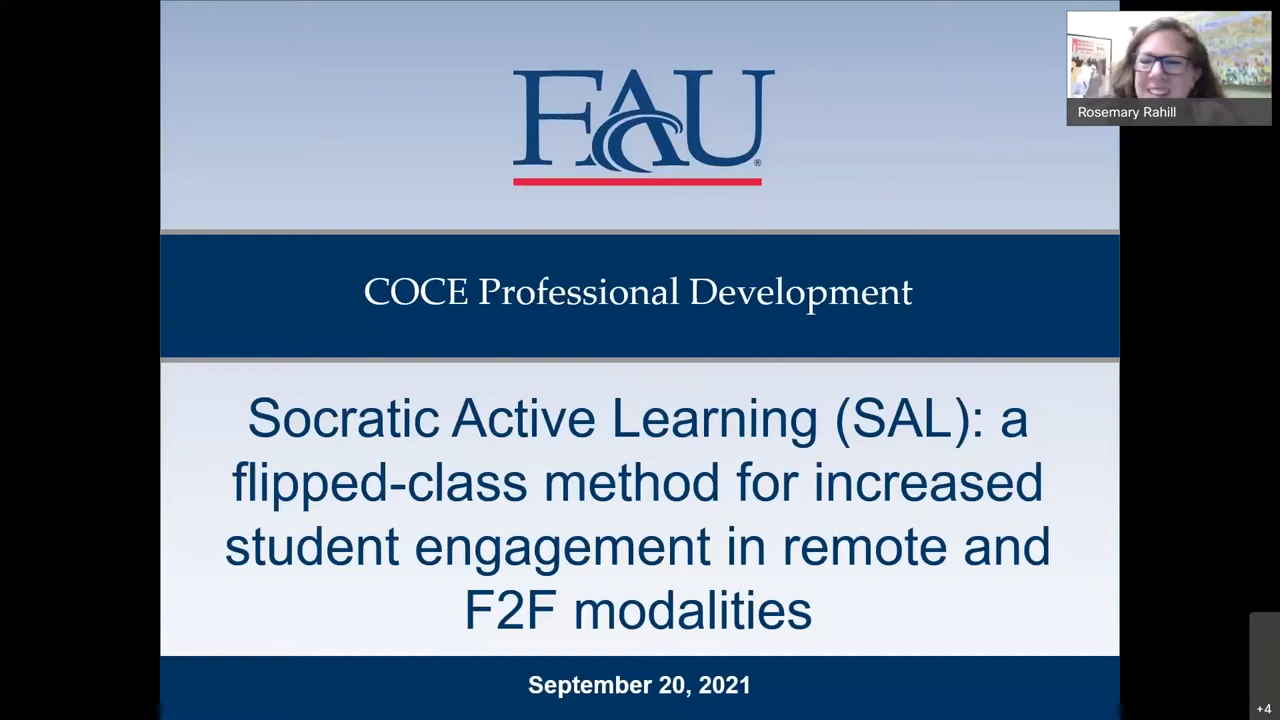 FAU
®
Rosemary Rahill
COCE Professional Development
Socratic Active Learning (SAL): a
flipped-class method for increased
student engagement in remote and
F2F modalities
September 20, 2021
+4